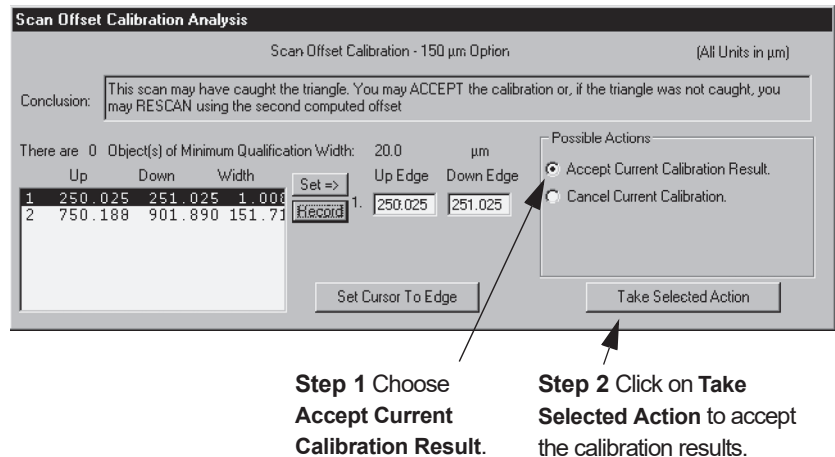 Scan Offset Calibration Analysis
Scan Offset Calibration - 150 µm Option (All Units in µm)
Conclusion: This scan may have caught the triangle. You may ACCEPT the calibration or, if the triangle was not caught, you
may RESCAN using the second computed offset
There are 0 Object(s) of Minimum Qualification Width: 20.0 µm
Possible Actions
Up Down Width
Set =>
Up Edge Down Edge
Accept Current Calibration Result.
1 250.025 251.025 1.008
Record
1. 250.025 251.025
Cancel Current Calibration.
2 750.188 901.890 151.71
Set Cursor To Edge
Take Selected Action
Step 1 Choose
Accept Current
Calibration Result.
Step 2 Click on Take
Selected Action to accept
the calibration results.